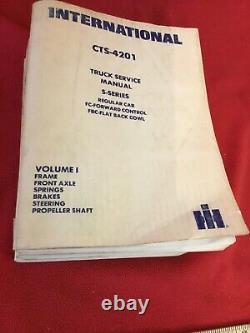 INTERNATIONAL
CTS-4201
TRUCK SERVICE
MANUAL
S-SERIES
REGULAR CAB
FC-FORWARD CONTROL
FBC-FLAT BACK COWL
VOLUME I
FRAME
FRONT AXLE
SPRINGS
BRAKES
STEERING
PROPELLER SHAFT